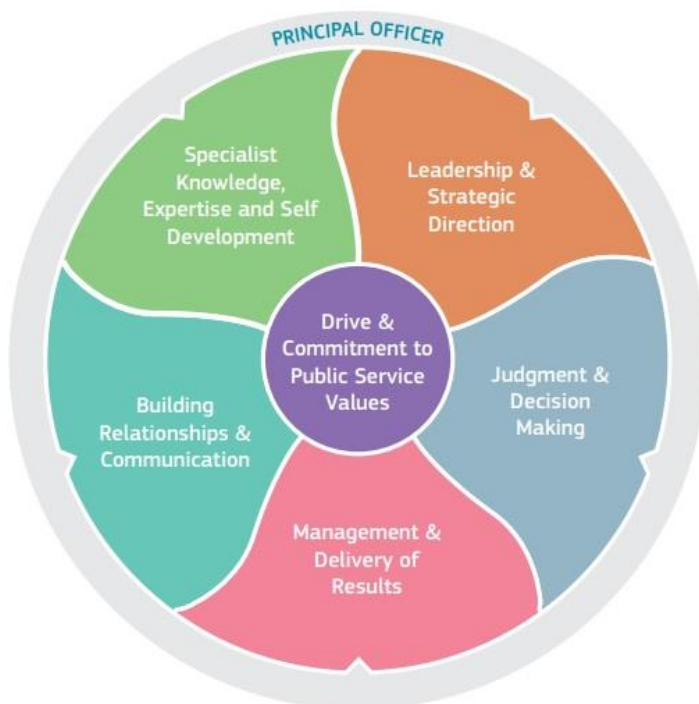 PRINCIPAL OFFICER
Specialist
Knowledge,
Expertise and Self
Development
Leadership &
Strategic
Direction
Drive &
Commitment to
Public Service
Values
Judgment &
Decision
Making
Building
Relationships &
Communication
Management &
Delivery of
Results